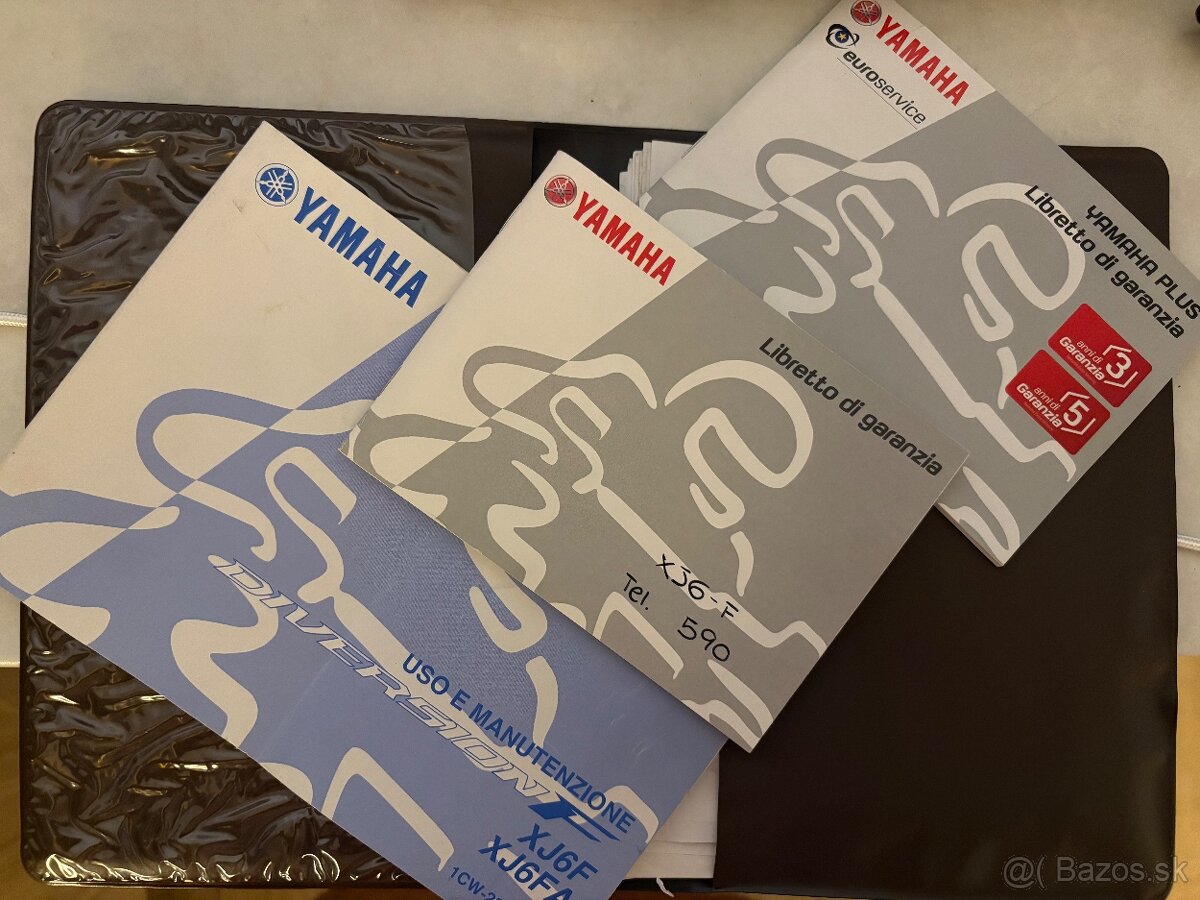 YAMAHA
euroservice
YAMAHA PLUS
Libretto di garanzia
anni di
Garanzia 3
anni di
Garanzia 5
YAMAHA
Libretto di garanzia
XJ6-F
Tel. 590
YAMAHA
USO E MANUTENZIONE
DIVERSION F
XJ6F
XJ6FA
@( Bazos.sk